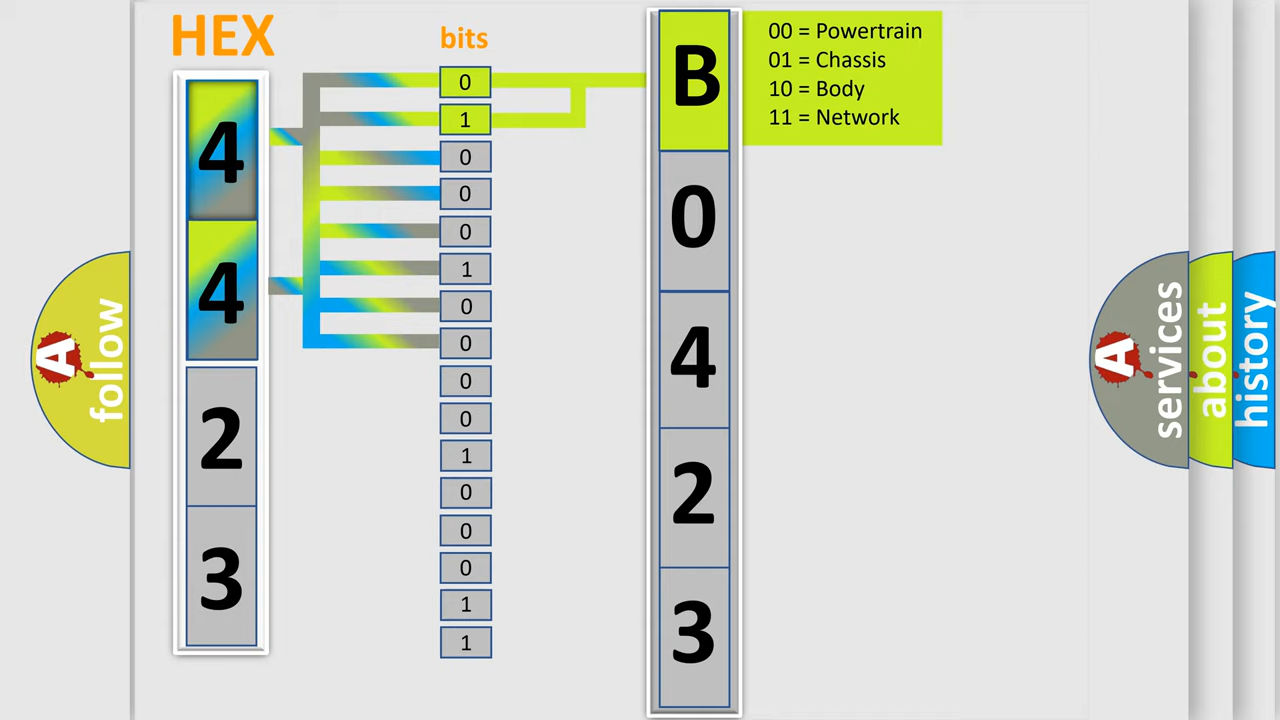 HEX
bits
4
4
2
3
0
1
0
0
0
1
0
0
0
0
1
0
0
0
1
1
B
0
4
2
3
00 = Powertrain
01 = Chassis
10 = Body
11 = Network
A
follow
A
services
about
history